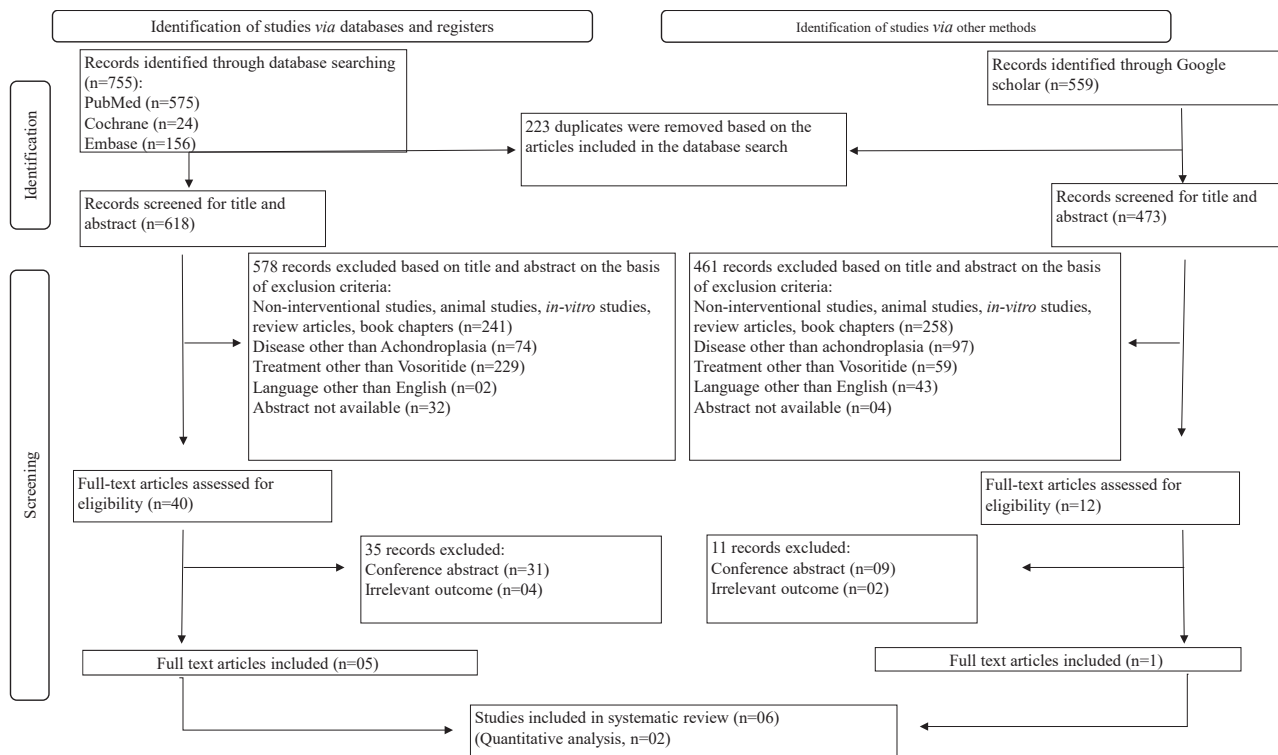 Identification of studies via databases and registers
Identification of studies via other methods
Identification
Records identified through database searching
(n=755):
PubMed (n=575)
Cochrane (n=24)
Embase (n=156)
Records identified through Google
scholar (n=559)
223 duplicates were removed based on the
articles included in the database search
Records screened for title and
abstract (n=618)
Records screened for title and
abstract (n=473)
Screening
578 records excluded based on title and abstract on the basis
of exclusion criteria:
Non-interventional studies, animal studies, in-vitro studies,
review articles, book chapters (n=241)
Disease other than Achondroplasia (n=74)
Treatment other than Vosoritide (n=229)
Language other than English (n=02)
Abstract not available (n=32)
461 records excluded based on title and abstract on the basis
of exclusion criteria:
Non-interventional studies, animal studies, in-vitro studies,
review articles, book chapters (n=258)
Disease other than achondroplasia (n=97)
Treatment other than Vosoritide (n=59)
Language other than English (n=43)
Abstract not available (n=04)
Full-text articles assessed for
eligibility (n=40)
Full-text articles assessed for
eligibility (n=12)
35 records excluded:
Conference abstract (n=31)
Irrelevant outcome (n=04)
11 records excluded:
Conference abstract (n=09)
Irrelevant outcome (n=02)
Full text articles included (n=05)
Full text articles included (n=1)
Studies included in systematic review (n=06)
(Quantitative analysis, n=02)